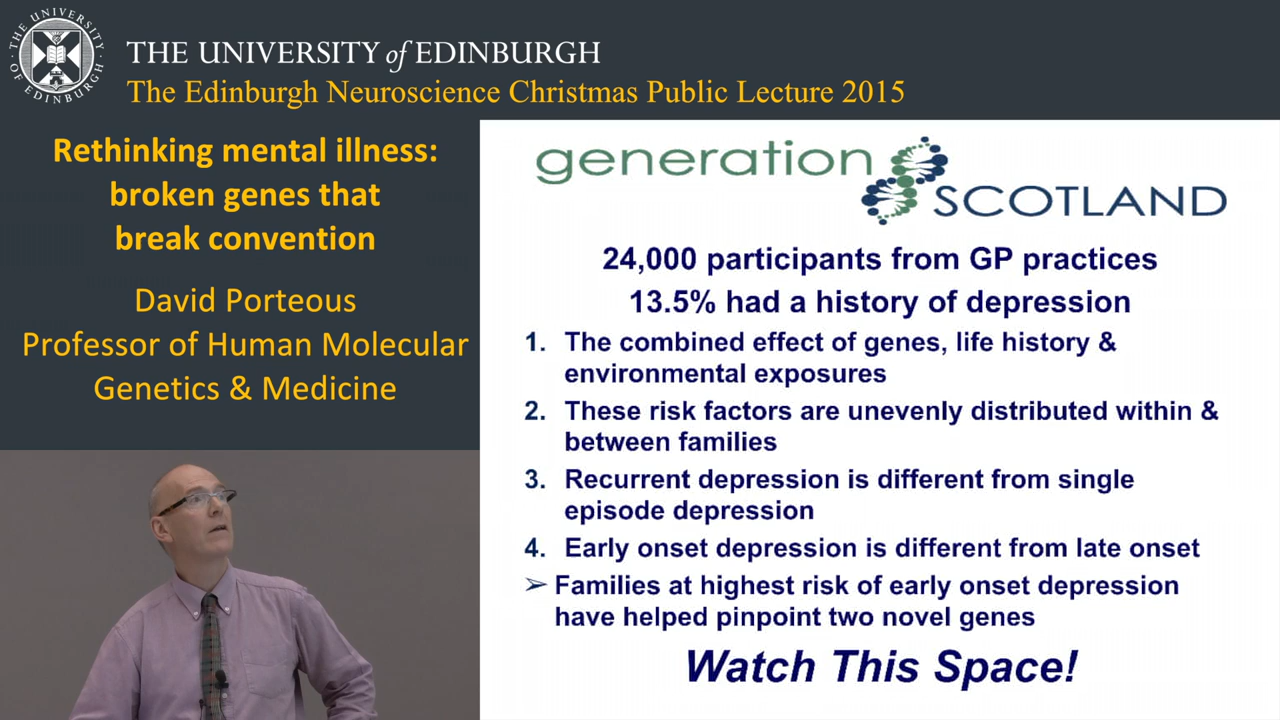 THE UNIVERSITY OF EDINBURGH
THE UNIVERSITY of EDINBURGH
The Edinburgh Neuroscience Christmas Public Lecture 2015
Rethinking mental illness:
broken genes that
break convention
David Porteous
Professor of Human Molecular
Genetics & Medicine
generation
SCOTLAND
24,000 participants from GP practices
13.5% had a history of depression
1. The combined effect of genes, life history &
environmental exposures
2. These risk factors are unevenly distributed within &
between families
3. Recurrent depression is different from single
episode depression
4. Early onset depression is different from late onset
➢ Families at highest risk of early onset depression
have helped pinpoint two novel genes
Watch This Space!